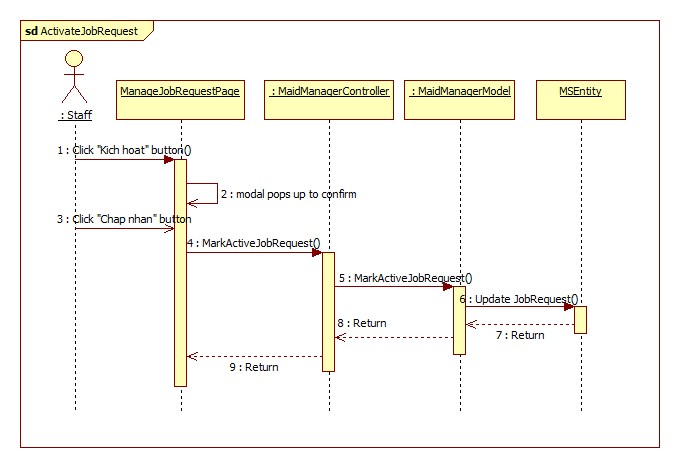 sd ActivateJobRequest
: Staff
ManageJobRequestPage
: MaidManagerController
: MaidManagerModel
MSEntity
1 : Click "Kich hoat" button()
2 : modal pops up to confirm
3 : Click "Chap nhan" button
4 : MarkActiveJobRequest()
5 : MarkActiveJobRequest()
6 : Update JobRequest()
7 : Return
8 : Return
9 : Return